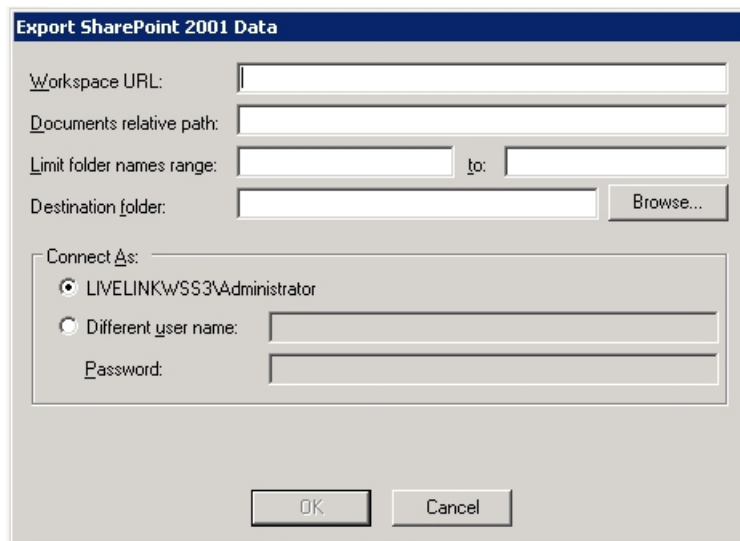 Export SharePoint 2001 Data
Workspace URL:
Documents relative path:
Limit folder names range: to:
Destination folder: Browse...
Connect As:
LIVELINKWSS3\Administrator
Different user name:
Password:
OK Cancel